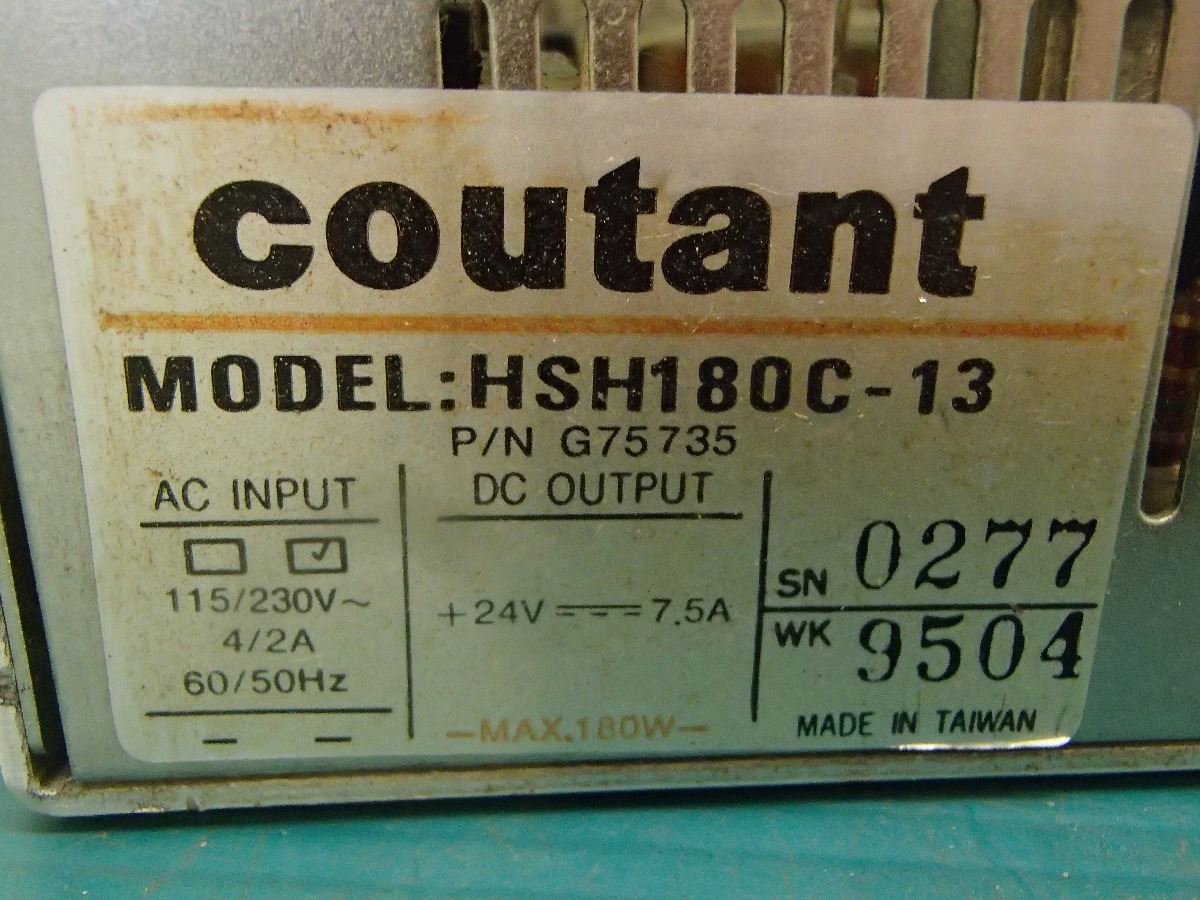 coutant
MODEL:HSH180C-13
P/N G75735
AC INPUT
115/230V~
4/2A
60/50Hz
DC OUTPUT
+24V ⎓ 7.5A
-MAX.180W-
SN 0277
WK 9504
MADE IN TAIWAN